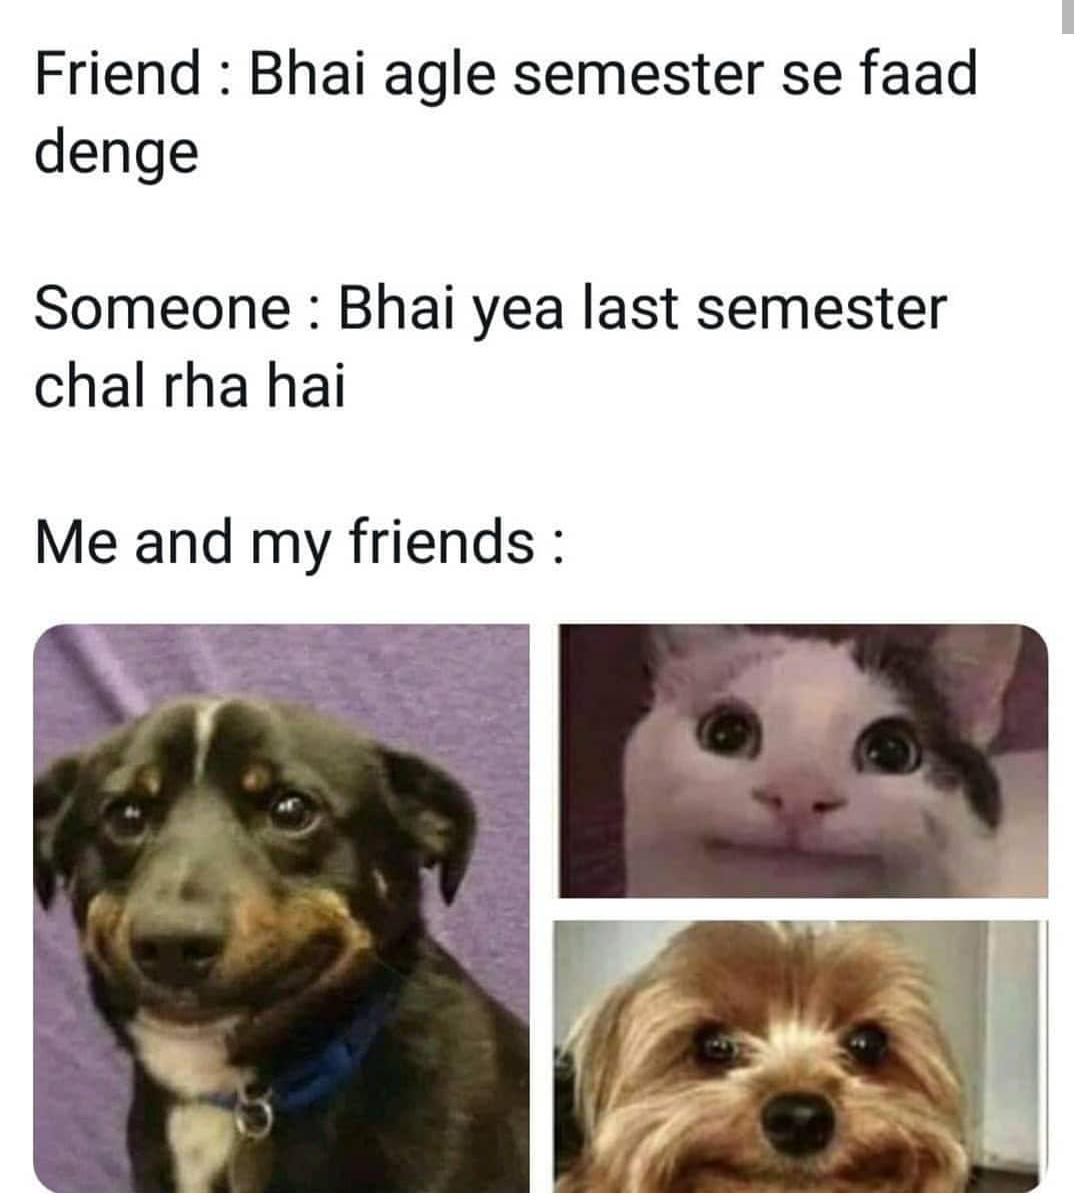 Friend : Bhai agle semester se faad
denge
Someone : Bhai yea last semester
chal rha hai
Me and my friends :